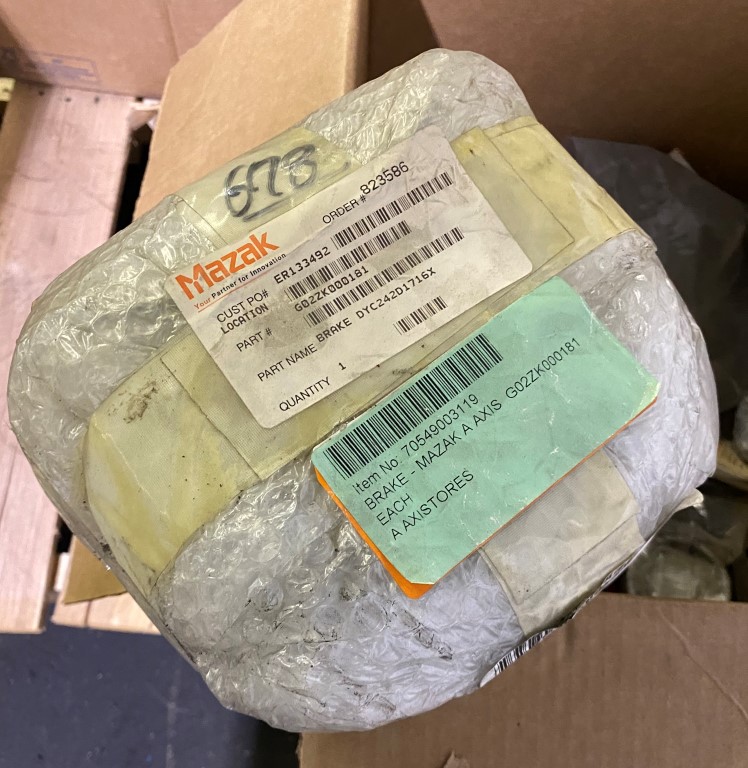 673
Mazak
Your Partner for Innovation
ORDER # 823586
CUST PO# ER133492
LOCATION
G02ZK000181
PART #
PART NAME BRAKE DYC242D1716X
QUANTITY 1
Item No: 70549003119
BRAKE - MAZAK A AXIS G02ZK000181
EACH
A AXISTORES